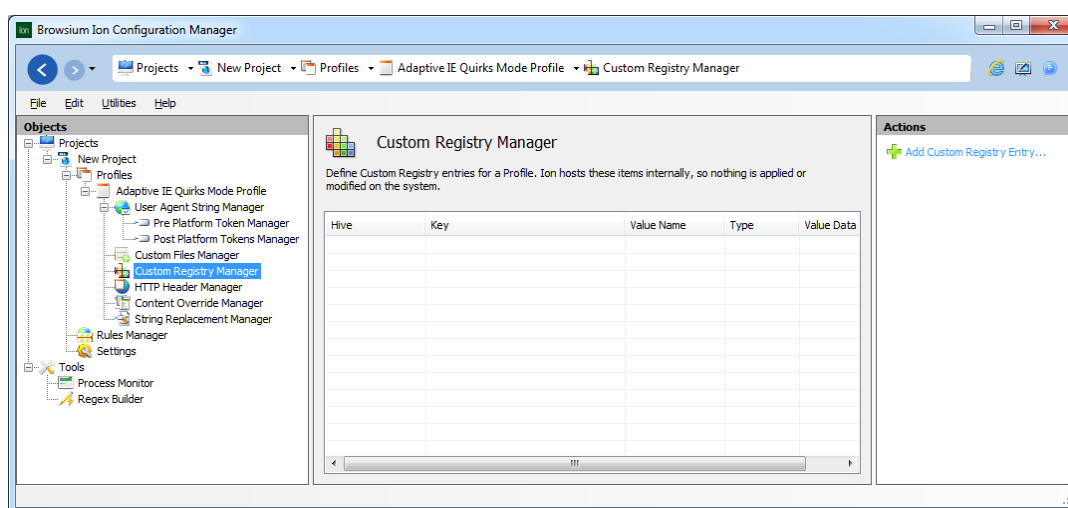 Ion Browsium Ion Configuration Manager
Projects New Project Profiles Adaptive IE Quirks Mode Profile Custom Registry Manager
File Edit Utilities Help
Objects
Projects
New Project
Profiles
Adaptive IE Quirks Mode Profile
User Agent String Manager
Pre Platform Token Manager
Post Platform Tokens Manager
Custom Files Manager
Custom Registry Manager
HTTP Header Manager
Content Override Manager
String Replacement Manager
Rules Manager
Settings
Tools
Process Monitor
Regex Builder
Custom Registry Manager
Define Custom Registry entries for a Profile. Ion hosts these items internally, so nothing is applied or
modified on the system.
Hive Key Value Name Type Value Data
Actions
Add Custom Registry Entry...